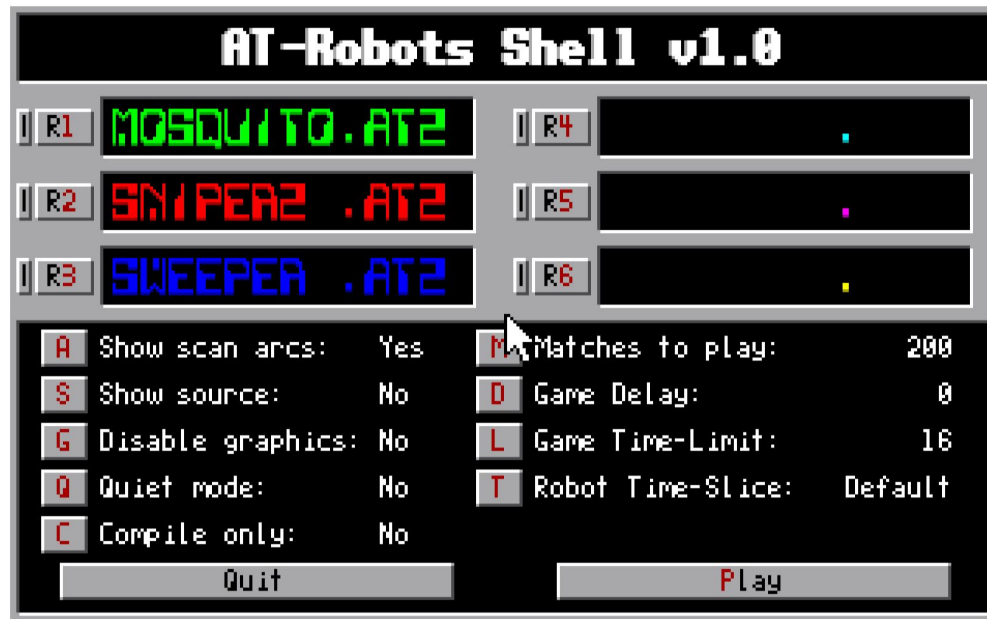 AT-Robots Shell v1.0
R1 MOSQUITO.AT2 R4 .
R2 SNIPER2 .AT2 R5 .
R3 SWEEPER .AT2 R6 .
A Show scan arcs: Yes M Matches to play: 200
S Show source: No D Game Delay: 0
G Disable graphics: No L Game Time-Limit: 16
Q Quiet mode: No T Robot Time-Slice: Default
C Compile only: No
Quit Play